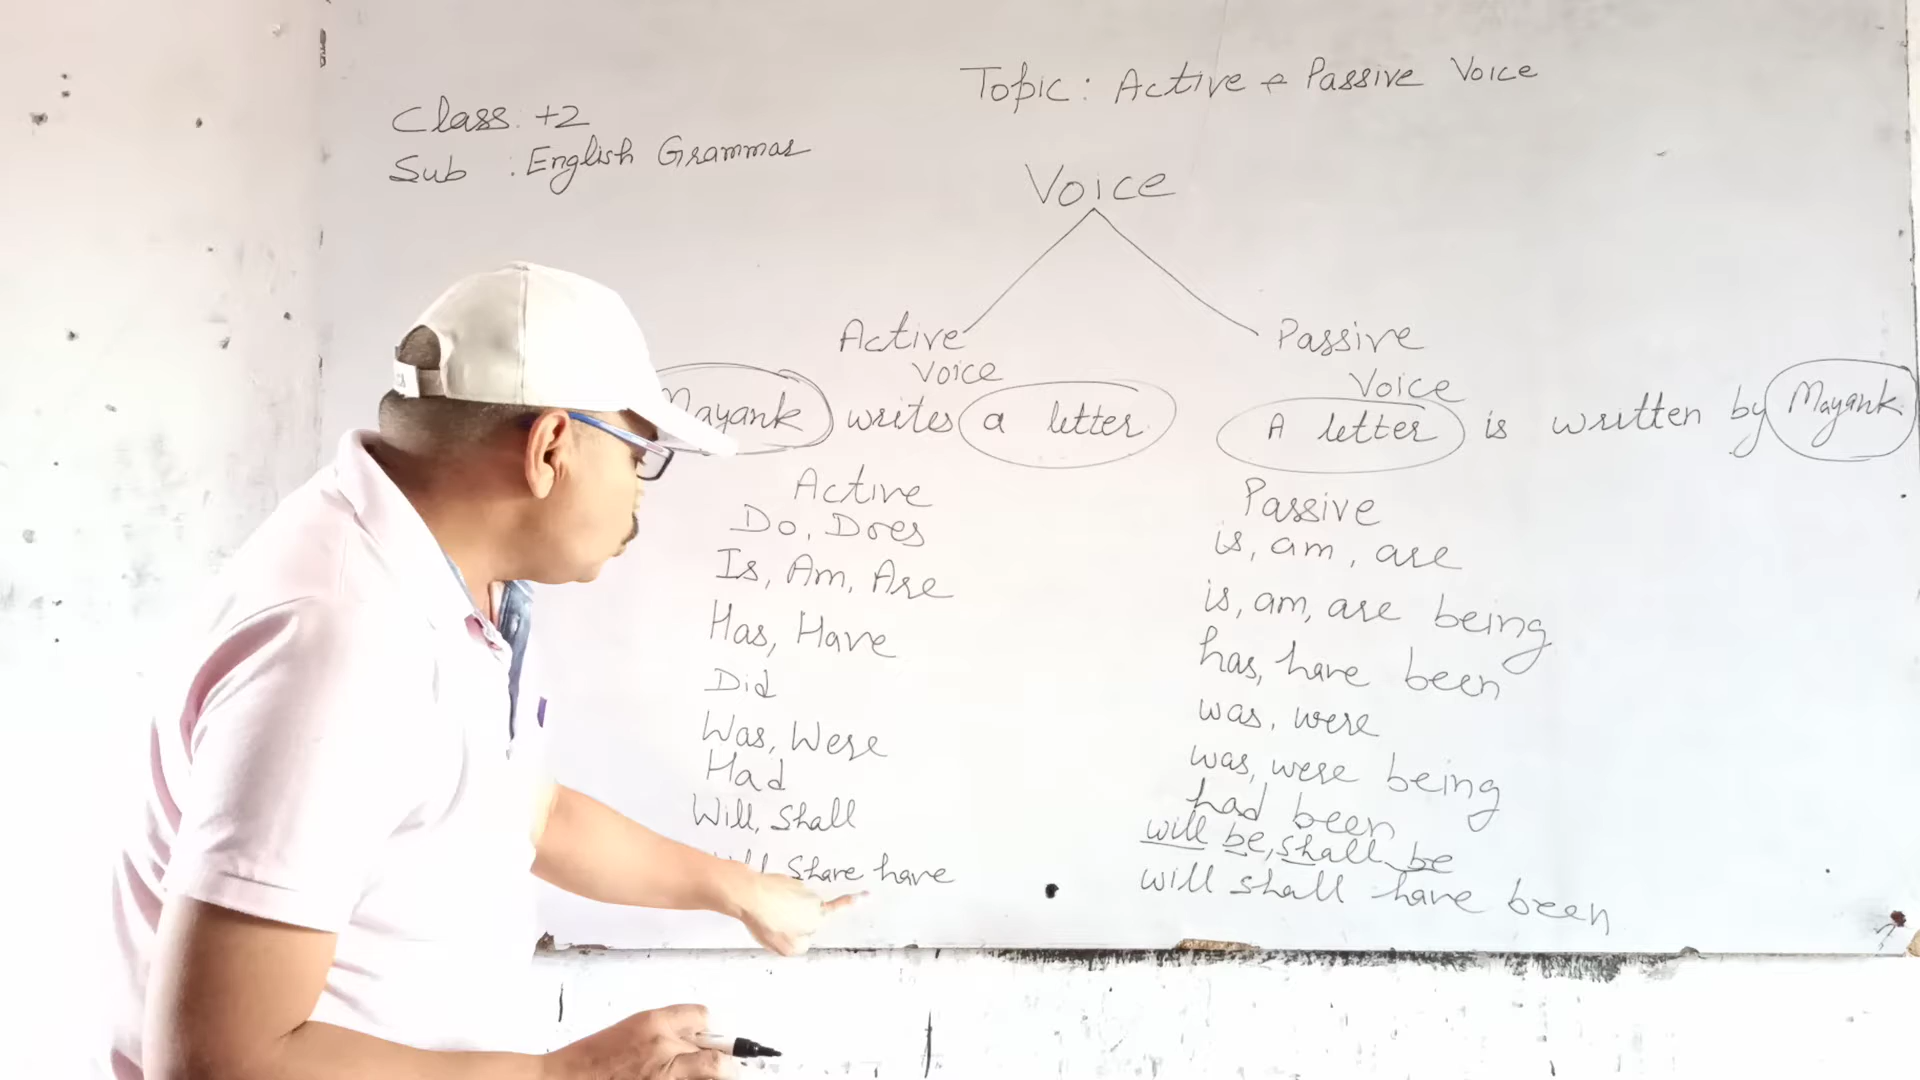 Topic: Active & Passive Voice
Class: +2
Sub : English Grammar
Voice
Active Voice
Passive Voice
Mayank writes a letter.
A letter is written by Mayank.
Active
Do, Does
Is, Am, Are
Has, Have
Did
Was, Were
Had
Will, Shall
Share have
Passive
is, am, are
is, am, are being
has, have been
was, were
was, were being
had been
will be, shall be
will shall have been